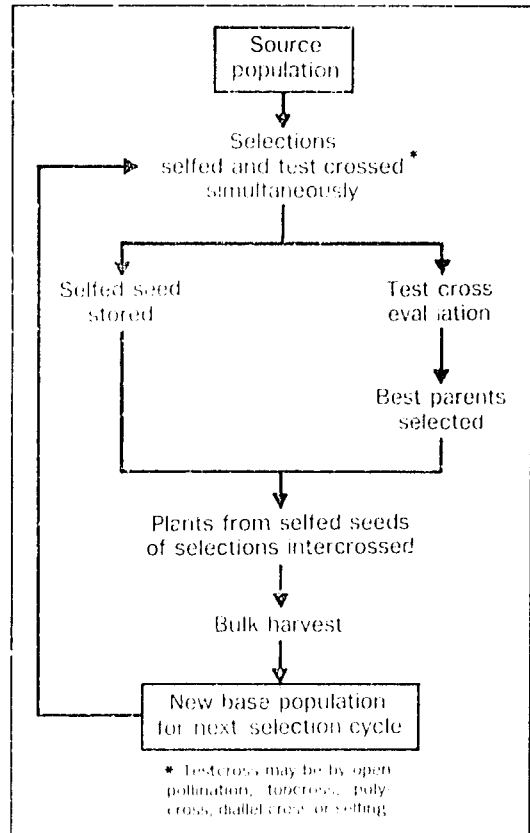 Source
population
Selections
selfed and test crossed*
simultaneously
Selfed seed
stored
Test cross
evaluation
Best parents
selected
Plants from selfed seeds
of selections intercrossed
Bulk harvest
New base population
for next selection cycle
* Testcross may be by open
pollination, topcross, poly-
cross, diallel cross or selfing